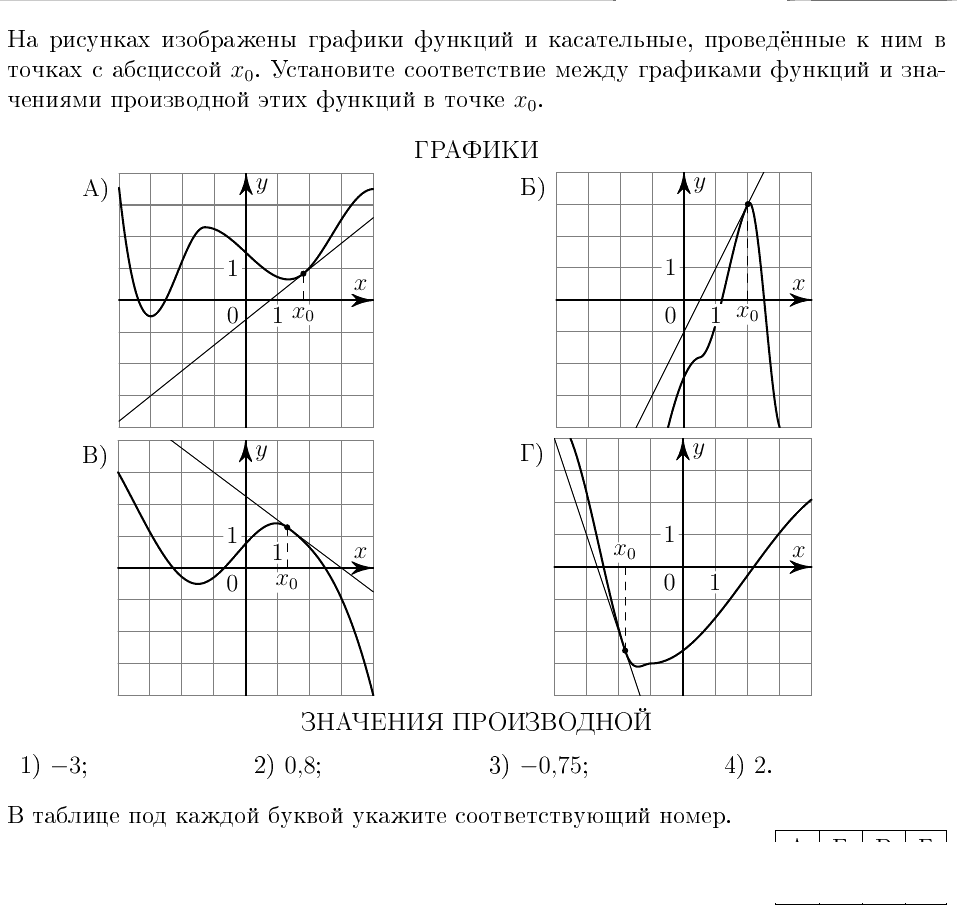 На рисунках изображены графики функций и касательные, проведённые к ним в
точках с абсциссой x₀. Установите соответствие между графиками функций и зна-
чениями производной этих функций в точке x₀.
ГРАФИКИ
А) y 1 x 0 1 x₀
Б) y 1 x 0 1 x₀
В) y 1 1 x 0 x₀
Г) y 1 x₀ x 0 1
ЗНАЧЕНИЯ ПРОИЗВОДНОЙ
1) −3; 2) 0,8; 3) −0,75; 4) 2.
В таблице под каждой буквой укажите соответствующий номер.